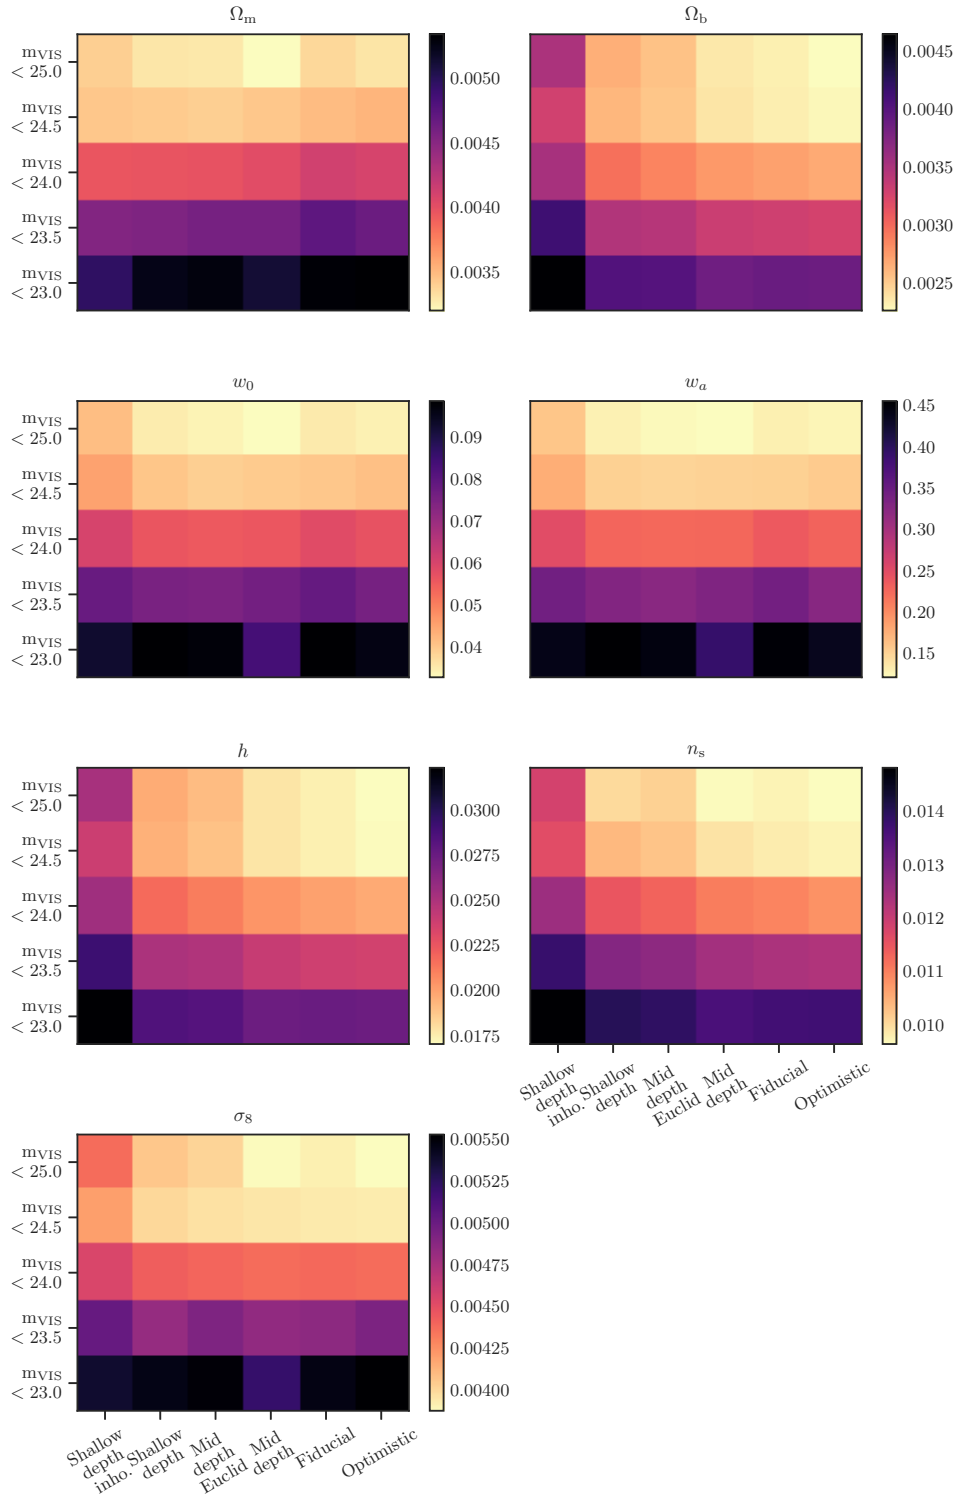 Ωm
Ωb
mVIS
< 25.0
mVIS
< 24.5
mVIS
< 24.0
mVIS
< 23.5
mVIS
< 23.0
0.0050
0.0045
0.0040
0.0035
0.0045
0.0040
0.0035
0.0030
0.0025
w0
wa
mVIS
< 25.0
mVIS
< 24.5
mVIS
< 24.0
mVIS
< 23.5
mVIS
< 23.0
0.09
0.08
0.07
0.06
0.05
0.04
0.45
0.40
0.35
0.30
0.25
0.20
0.15
h
ns
mVIS
< 25.0
mVIS
< 24.5
mVIS
< 24.0
mVIS
< 23.5
mVIS
< 23.0
0.0300
0.0275
0.0250
0.0225
0.0200
0.0175
0.014
0.013
0.012
0.011
0.010
Shallow
depth
inho.
Shallow
depth
Mid
depth
Euclid
Mid
depth
Fiducial
Optimistic
σ8
mVIS
< 25.0
mVIS
< 24.5
mVIS
< 24.0
mVIS
< 23.5
mVIS
< 23.0
0.00550
0.00525
0.00500
0.00475
0.00450
0.00425
0.00400
Shallow
depth
inho.
Shallow
depth
Mid
depth
Euclid
Mid
depth
Fiducial
Optimistic